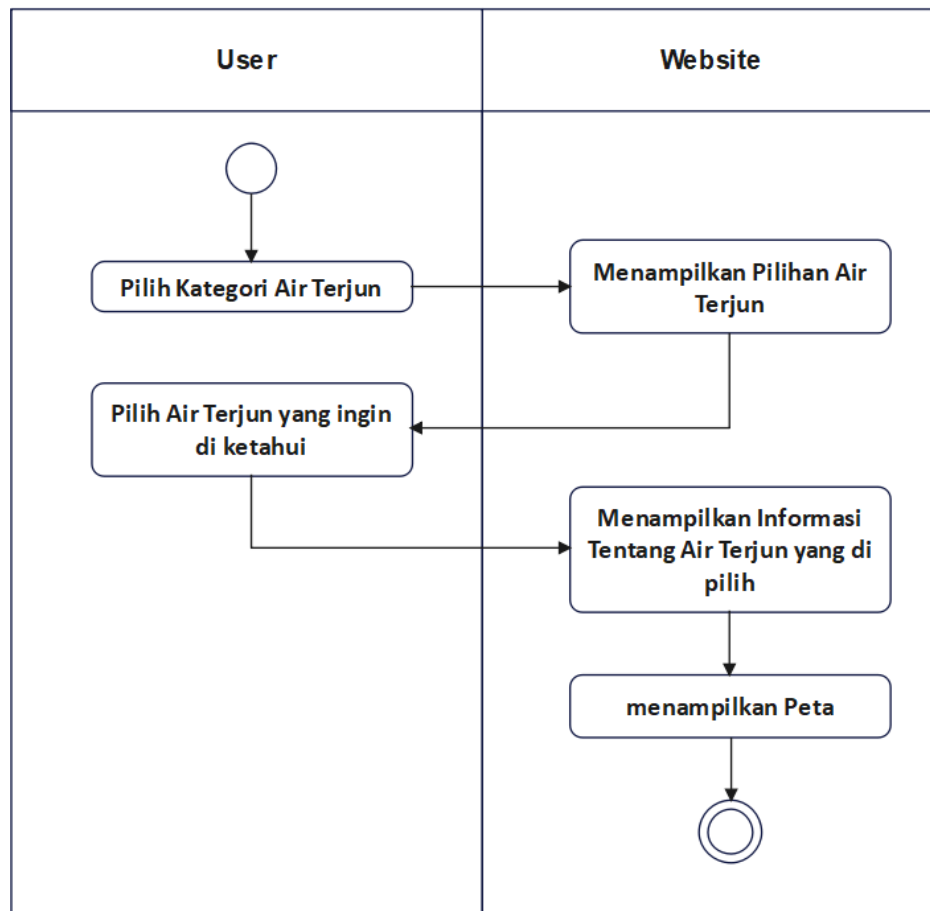 User
Website
Pilih Kategori Air Terjun
Menampilkan Pilihan Air
Terjun
Pilih Air Terjun yang ingin
di ketahui
Menampilkan Informasi
Tentang Air Terjun yang di
pilih
menampilkan Peta